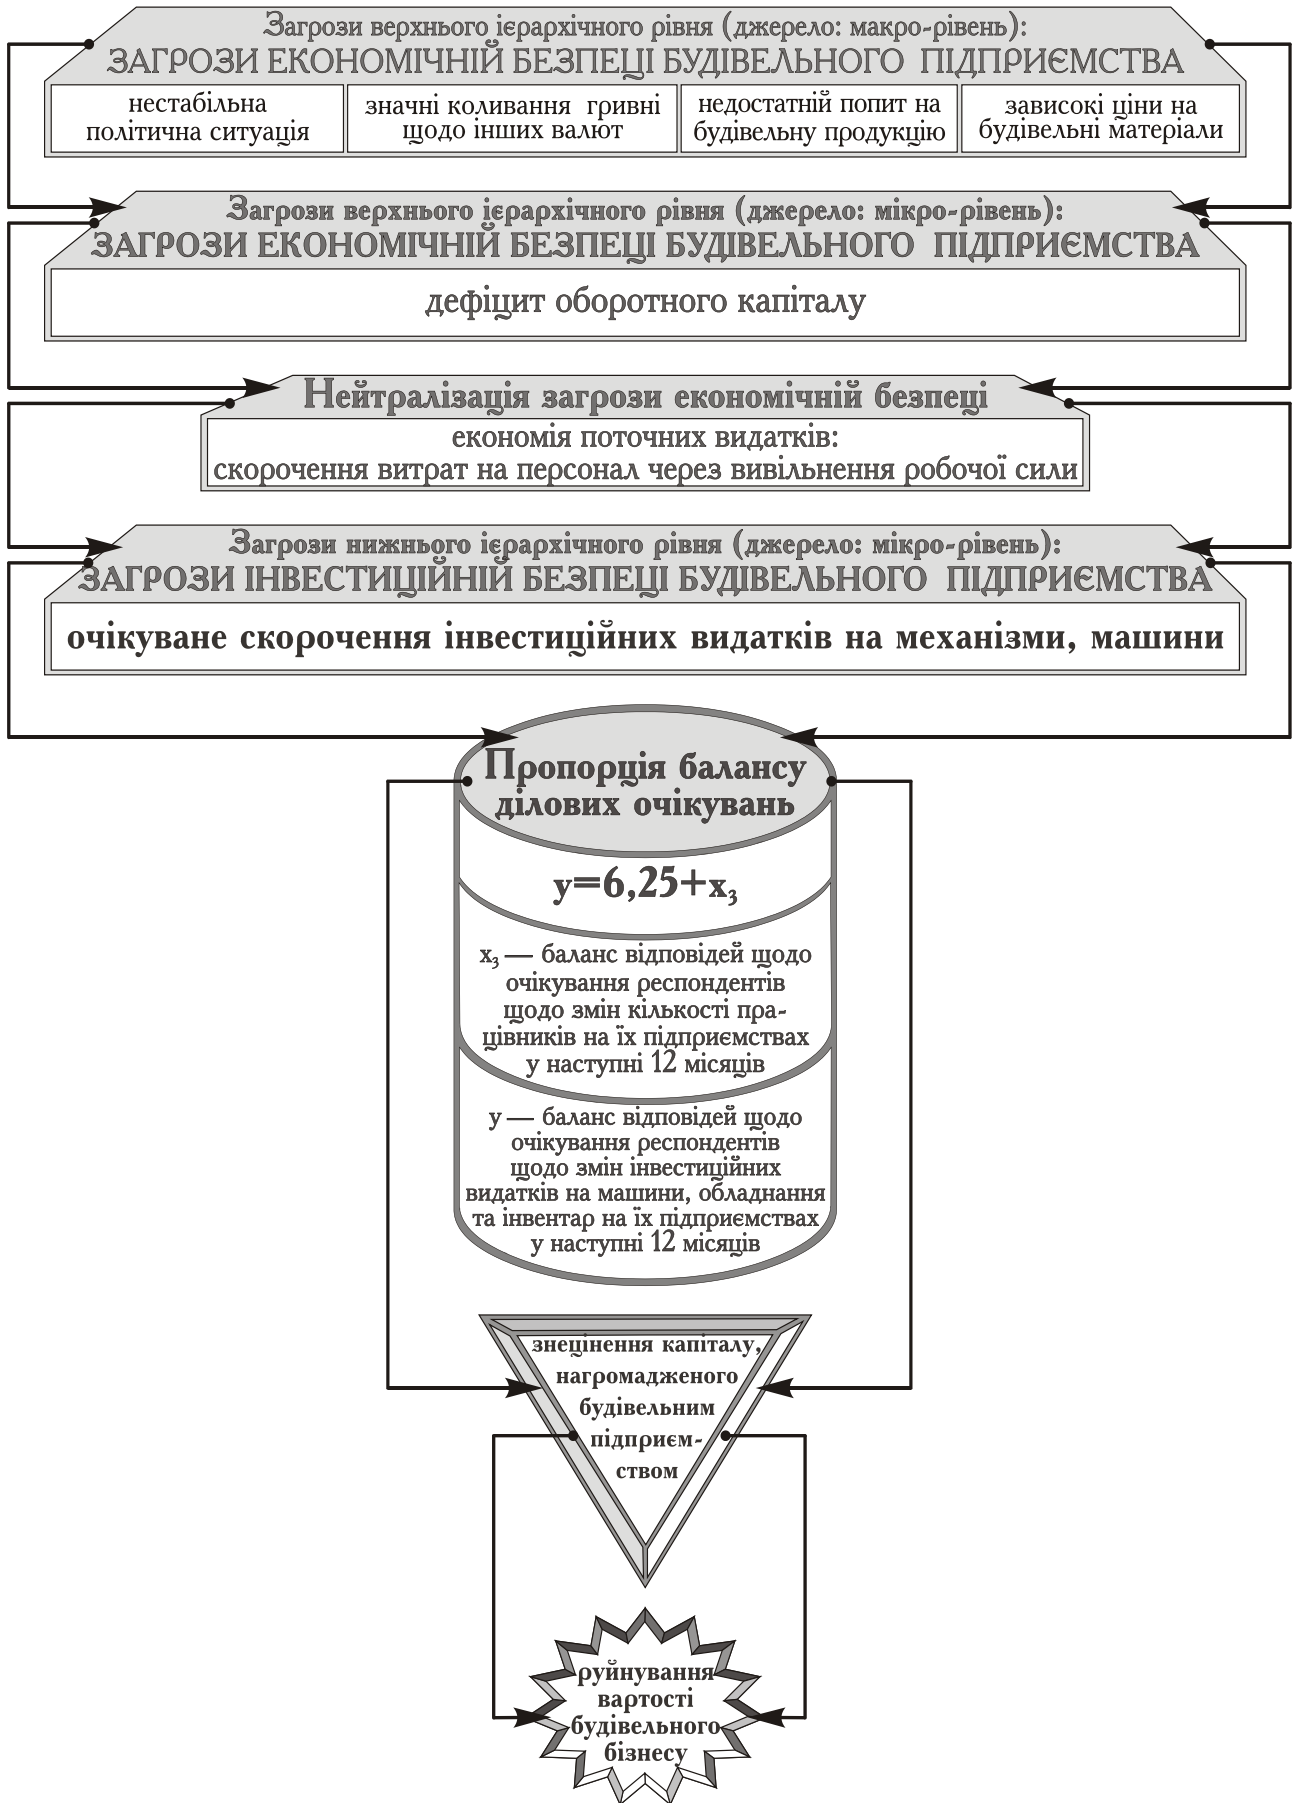 Загрози верхнього ієрархічного рівня (джерело: макро-рівень):
ЗАГРОЗИ ЕКОНОМІЧНІЙ БЕЗПЕЦІ БУДІВЕЛЬНОГО ПІДПРИЄМСТВА
нестабільна
політична ситуація
значні коливання гривні
щодо інших валют
недостатній попит на
будівельну продукцію
зависокі ціни на
будівельні матеріали
Загрози верхнього ієрархічного рівня (джерело: мікро-рівень):
ЗАГРОЗИ ЕКОНОМІЧНІЙ БЕЗПЕЦІ БУДІВЕЛЬНОГО ПІДПРИЄМСТВА
дефіцит оборотного капіталу
Нейтралізація загрози економічній безпеці
економія поточних видатків:
скорочення витрат на персонал через вивільнення робочої сили
Загрози нижнього ієрархічного рівня (джерело: мікро-рівень):
ЗАГРОЗИ ІНВЕСТИЦІЙНІЙ БЕЗПЕЦІ БУДІВЕЛЬНОГО ПІДПРИЄМСТВА
очікуване скорочення інвестиційних видатків на механізми, машини
Пропорція балансу
ділових очікувань
y=6,25+x₃
x₃ — баланс відповідей щодо
очікування респондентів
щодо змін кількості пра-
цівників на їх підприємствах
у наступні 12 місяців
y — баланс відповідей щодо
очікування респондентів
щодо змін інвестиційних
видатків на машини, обладнання
та інвентар на їх підприємствах
у наступні 12 місяців
знецінення капіталу,
нагромадженого
будівельним
підприєм-
ством
руйнування
вартості
будівельного
бізнесу